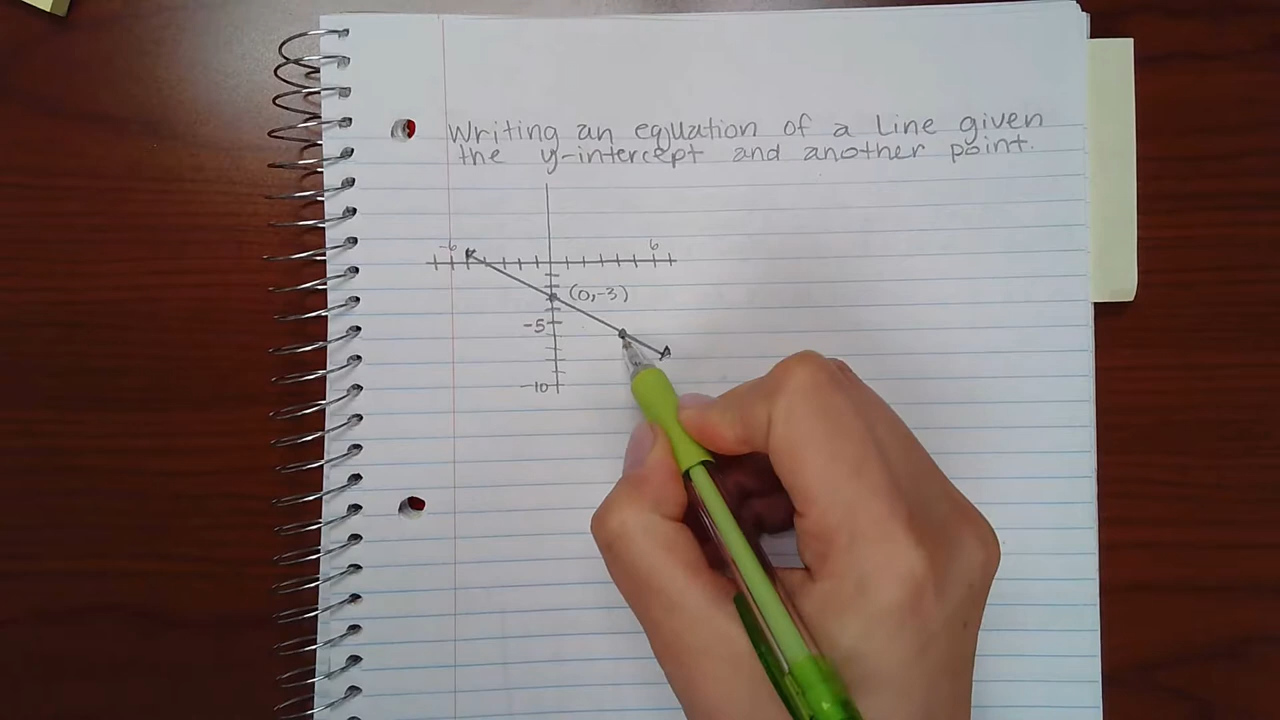 Writing an equation of a line given
the y-intercept and another point.
-6 6
(0,-3)
-5
-10